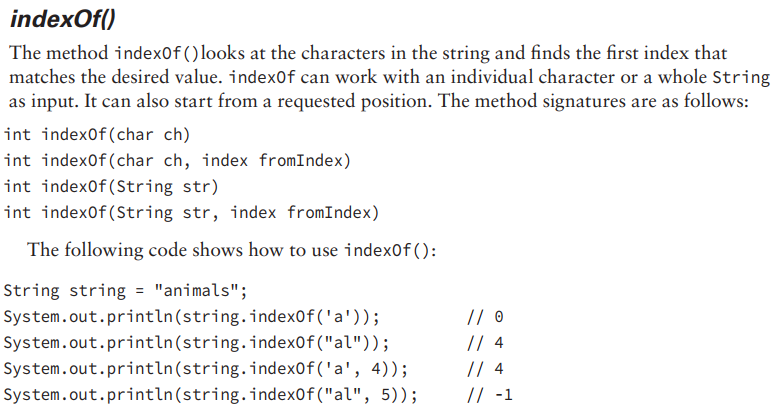 indexOf()
The method indexOf()looks at the characters in the string and finds the first index that
matches the desired value. indexOf can work with an individual character or a whole String
as input. It can also start from a requested position. The method signatures are as follows:
int indexOf(char ch)
int indexOf(char ch, index fromIndex)
int indexOf(String str)
int indexOf(String str, index fromIndex)
The following code shows how to use indexOf():
String string = "animals";
System.out.println(string.indexOf('a')); // 0
System.out.println(string.indexOf("al")); // 4
System.out.println(string.indexOf('a', 4)); // 4
System.out.println(string.indexOf("al", 5)); // -1